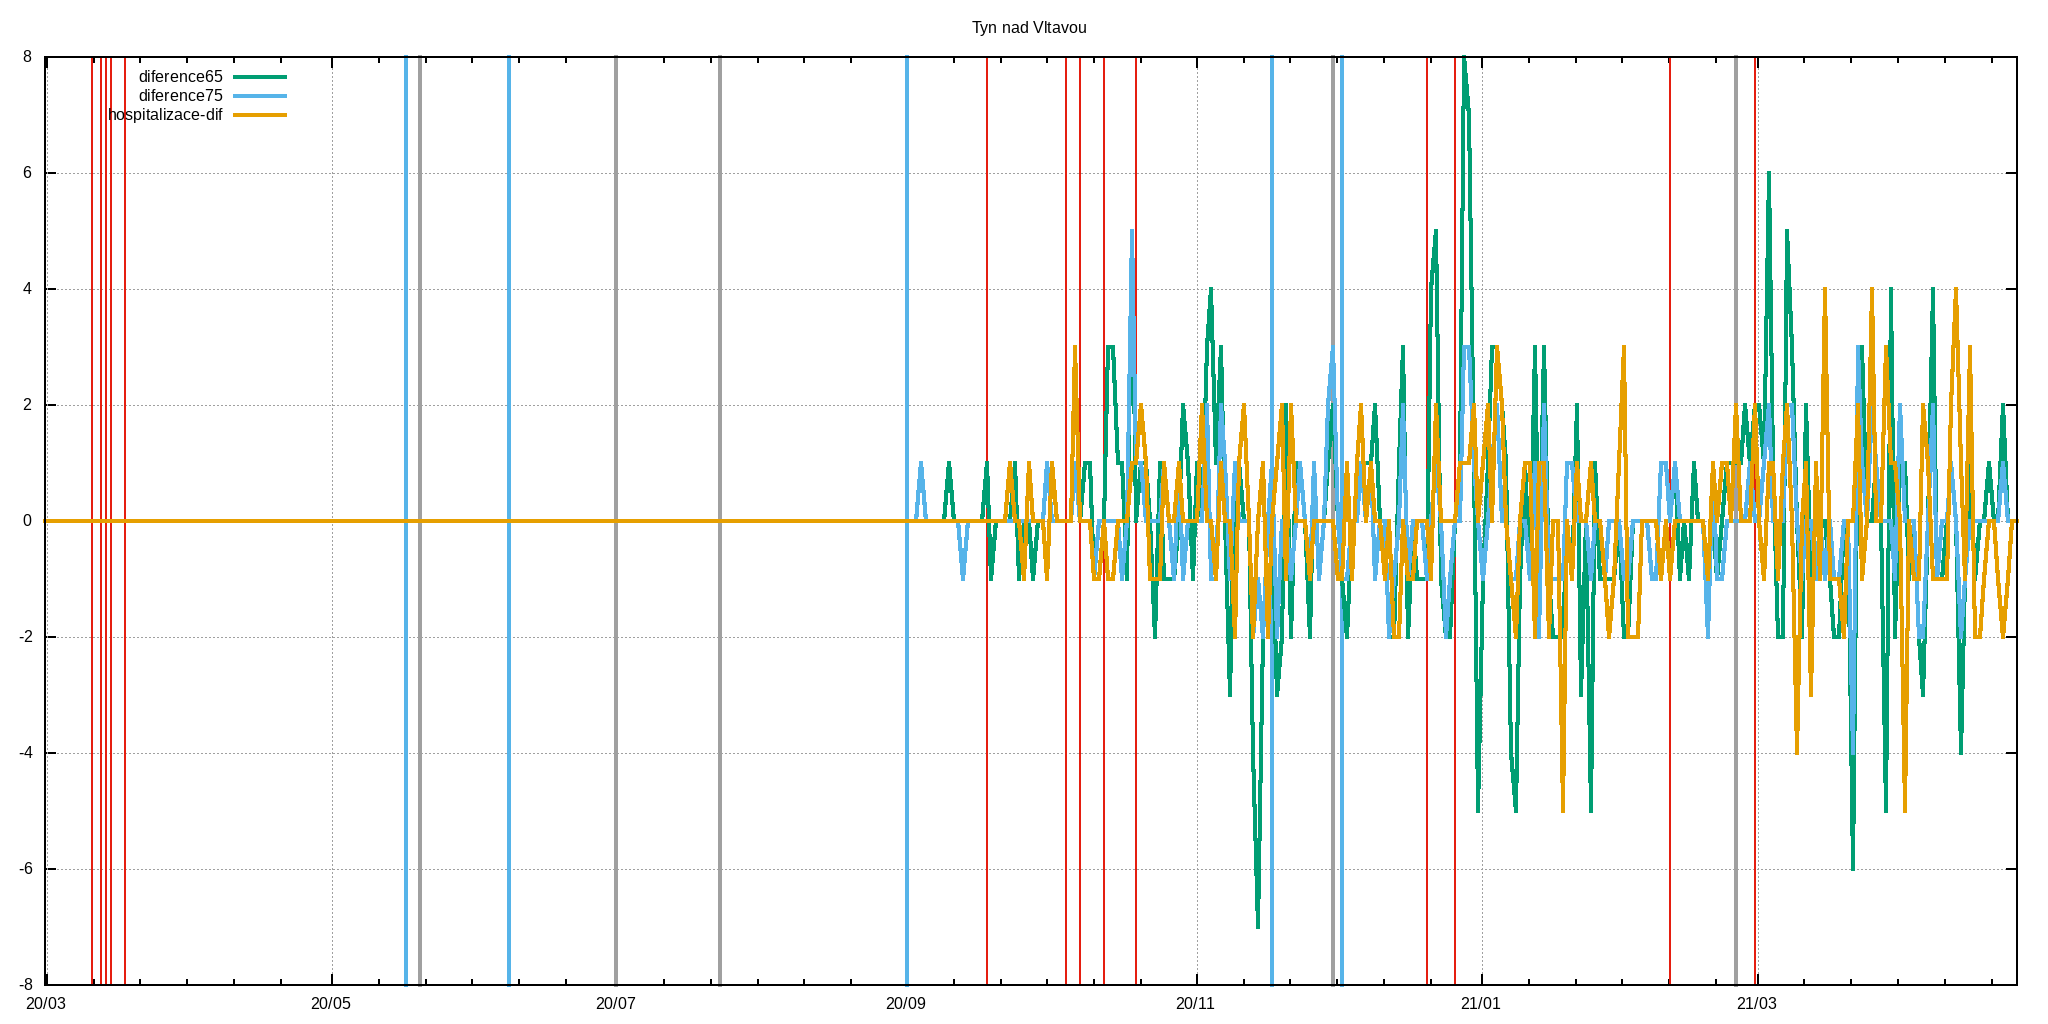 Tyn nad Vltavou
diference65
diference75
hospitalizace-dif
8
6
4
2
0
-2
-4
-6
-8
20/03 20/05 20/07 20/09 20/11 21/01 21/03